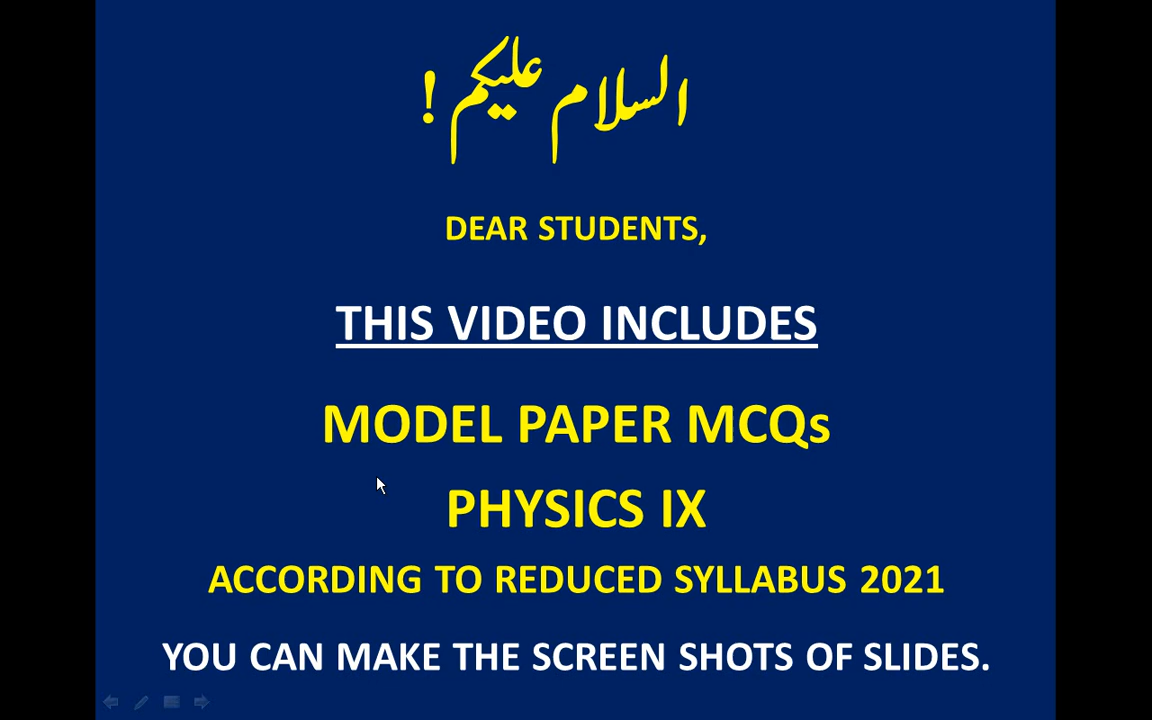 السلام علیکم !
DEAR STUDENTS,
THIS VIDEO INCLUDES
MODEL PAPER MCQs
PHYSICS IX
ACCORDING TO REDUCED SYLLABUS 2021
YOU CAN MAKE THE SCREEN SHOTS OF SLIDES.